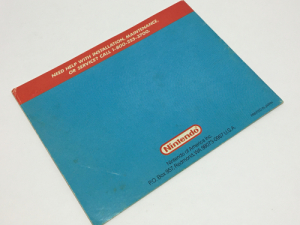 NEED HELP WITH INSTALLATION, MAINTENANCE,
OR SERVICE? CALL 1-800-255-3700.
Nintendo
Nintendo of America Inc.
P.O. Box 957, Redmond, WA 98073-0957 U.S.A.